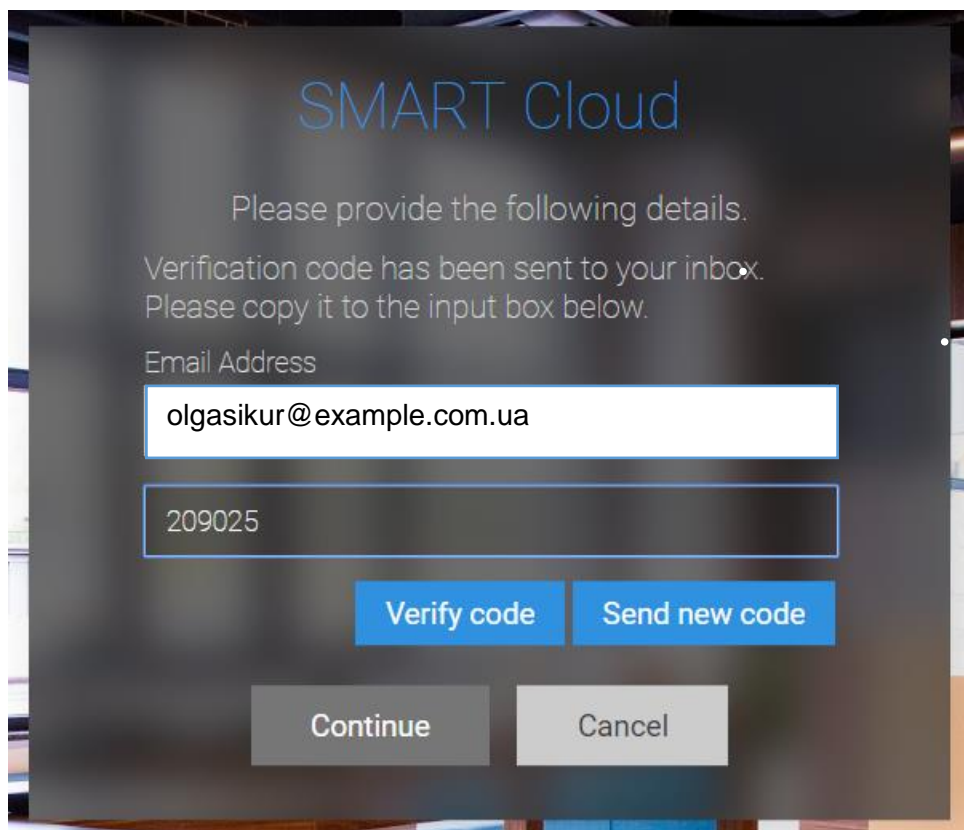 SMART Cloud
Please provide the following details.
Verification code has been sent to your inbox.
Please copy it to the input box below.
Email Address
olgasikur@example.com.ua
209025
Verify code Send new code
Continue Cancel